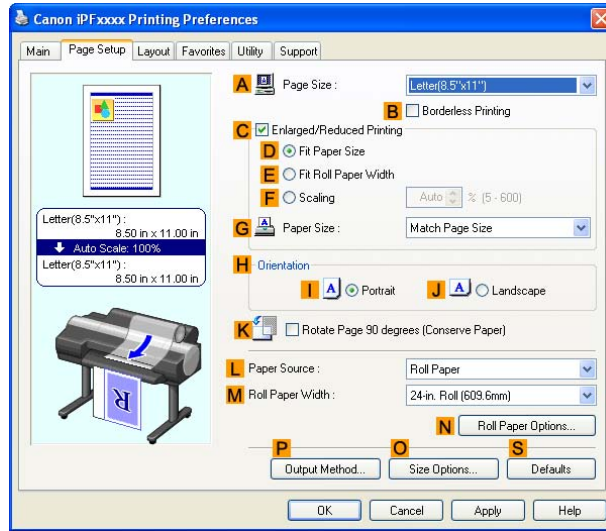 Canon iPFxxxx Printing Preferences
Main Page Setup Layout Favorites Utility Support
A Page Size : Letter(8.5"x11")
B Borderless Printing
C Enlarged/Reduced Printing
D Fit Paper Size
E Fit Roll Paper Width
F Scaling Auto % (5 - 600)
G Paper Size : Match Page Size
Letter(8.5"x11") :
8.50 in x 11.00 in
Auto Scale: 100%
Letter(8.5"x11") :
8.50 in x 11.00 in
H Orientation
I A Portrait J A Landscape
K Rotate Page 90 degrees (Conserve Paper)
R
L Paper Source : Roll Paper
M Roll Paper Width : 24-in. Roll (609.6mm)
N Roll Paper Options...
P O S
Output Method... Size Options... Defaults
OK Cancel Apply Help